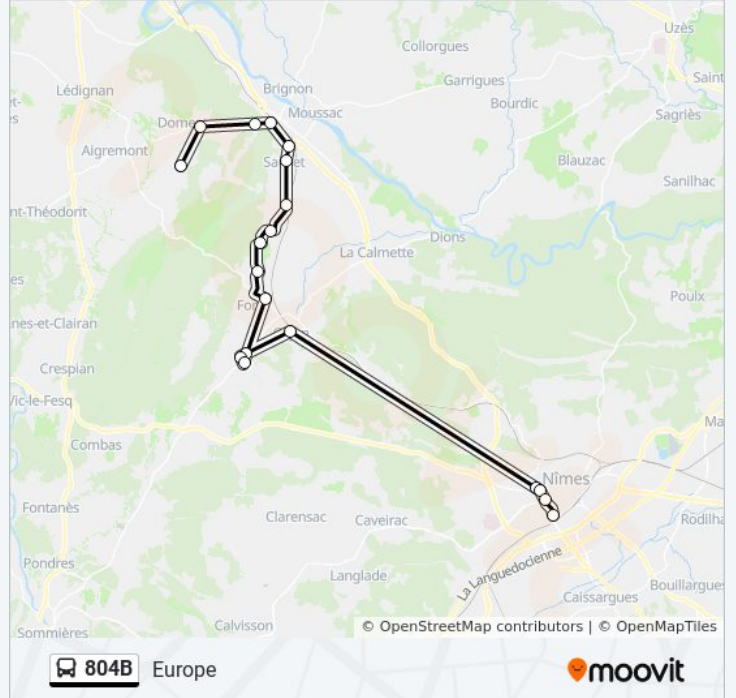 Uzès
Collorgues
Lédignan
Brignon
Garrigues
Saint
Moussac
Bourdic
Dome
Sagriès
Aigremont
Blauzac
Sanilhac
nt-Théodorit
Dions
La Calmette
es
Poulx
nes-et-Clairan
Crespian
Vic-le-Fesq
Ma
Combas
Nîmes
Fontanès
Clarensac
Caveirac
Rodilha
Pondres
La Languedocienne
Langlade
Bouillargues
Caissargues
Calvisson
Sommières
© OpenStreetMap contributors | © OpenMapTiles
804B Europe
moovit